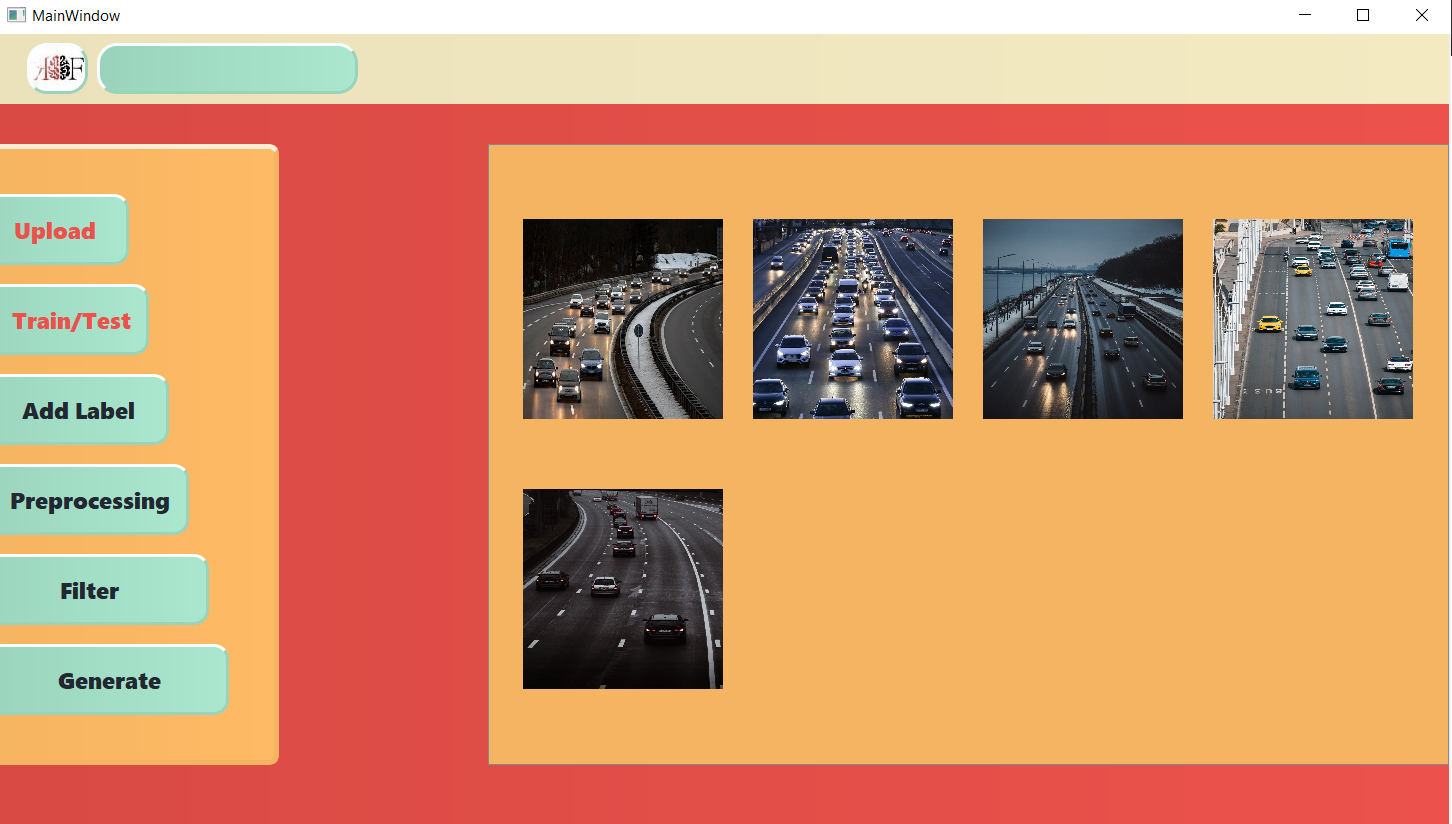 MainWindow
Upload
Train/Test
Add Label
Preprocessing
Filter
Generate